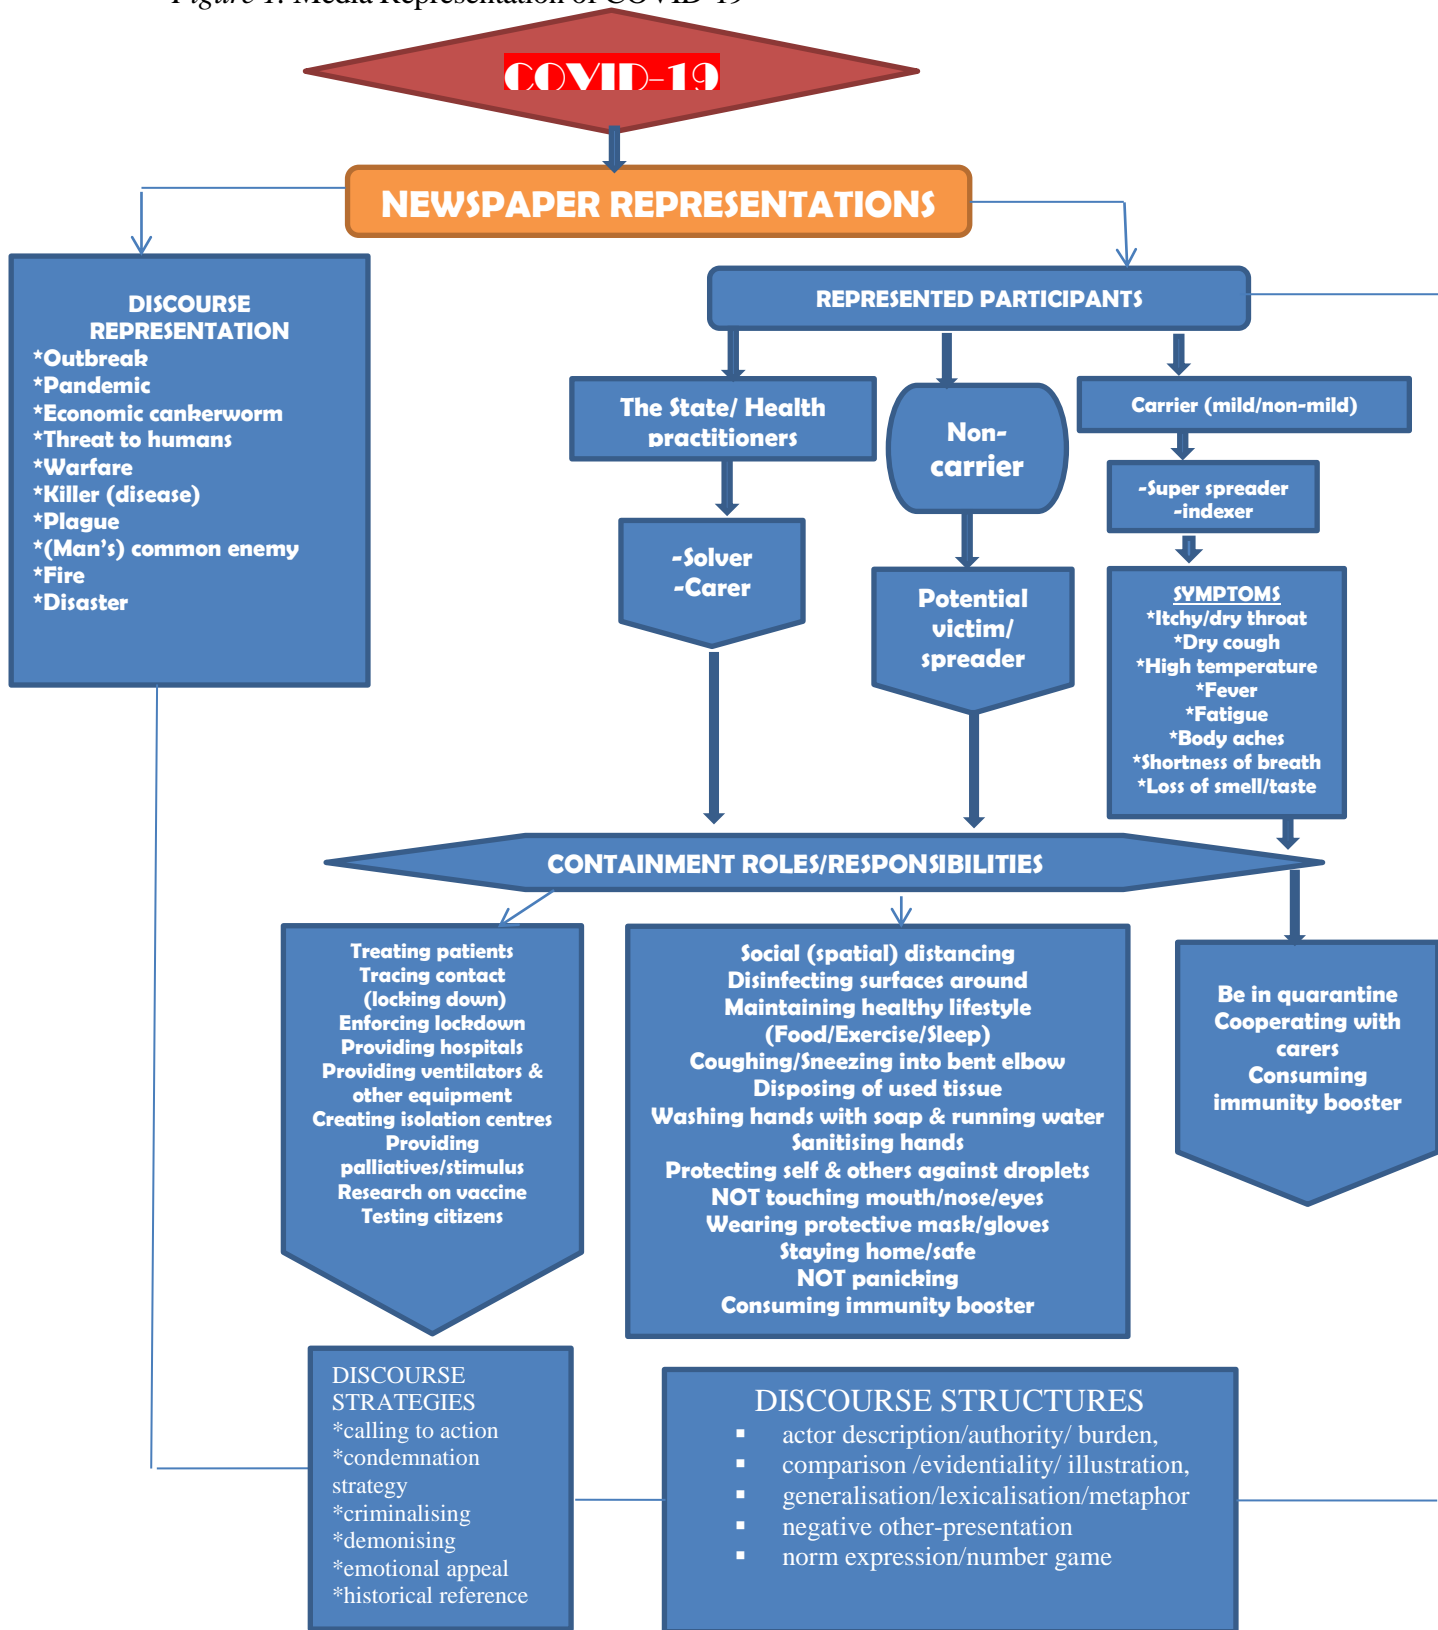 Figure 1. Media Representation of COVID-19
COVID-19
NEWSPAPER REPRESENTATIONS
DISCOURSE
REPRESENTATION
*Outbreak
*Pandemic
*Economic cankerworm
*Threat to humans
*Warfare
*Killer (disease)
*Plague
*(Man's) common enemy
*Fire
*Disaster
REPRESENTED PARTICIPANTS
The State/ Health
practitioners
-Solver
-Carer
Non-
carrier
Potential
victim/
spreader
Carrier (mild/non-mild)
-Super spreader
-indexer
SYMPTOMS
*Itchy/dry throat
*Dry cough
*High temperature
*Fever
*Fatigue
*Body aches
*Shortness of breath
*Loss of smell/taste
CONTAINMENT ROLES/RESPONSIBILITIES
Treating patients
Tracing contact
(locking down)
Enforcing lockdown
Providing hospitals
Providing ventilators &
other equipment
Creating isolation centres
Providing
palliatives/stimulus
Research on vaccine
Testing citizens
Social (spatial) distancing
Disinfecting surfaces around
Maintaining healthy lifestyle
(Food/Exercise/Sleep)
Coughing/Sneezing into bent elbow
Disposing of used tissue
Washing hands with soap & running water
Sanitising hands
Protecting self & others against droplets
NOT touching mouth/nose/eyes
Wearing protective mask/gloves
Staying home/safe
NOT panicking
Consuming immunity booster
Be in quarantine
Cooperating with
carers
Consuming
immunity booster
DISCOURSE
STRATEGIES
*calling to action
*condemnation
strategy
*criminalising
*demonising
*emotional appeal
*historical reference
DISCOURSE STRUCTURES
▪ actor description/authority/ burden,
▪ comparison /evidentiality/ illustration,
▪ generalisation/lexicalisation/metaphor
▪ negative other-presentation
▪ norm expression/number game